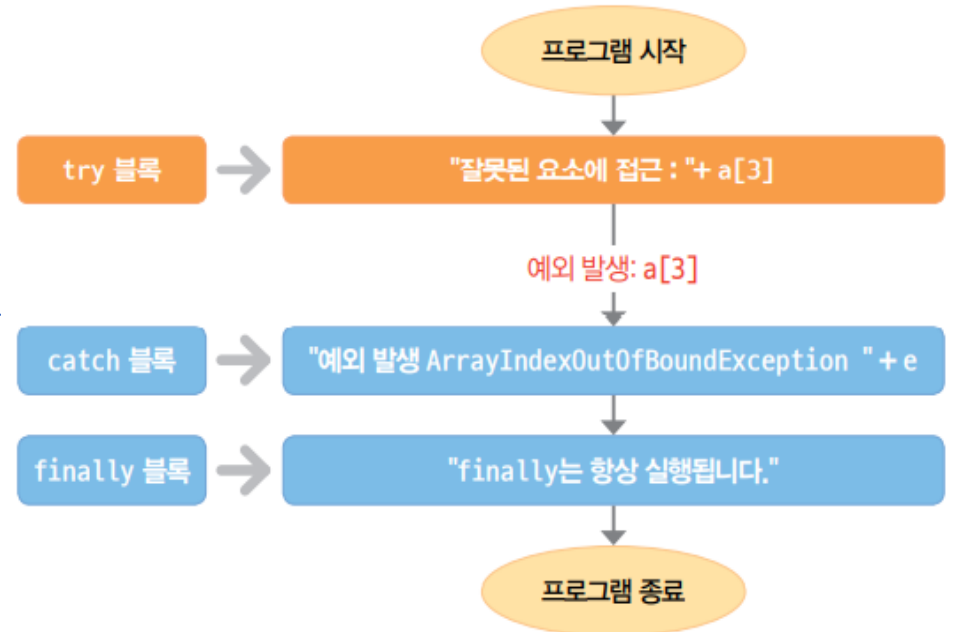 프로그램 시작
try 블록
"잘못된 요소에 접근 : "+ a[3]
예외 발생: a[3]
catch 블록
"예외 발생 ArrayIndexOutOfBoundException " + e
finally 블록
"finally는 항상 실행됩니다."
프로그램 종료